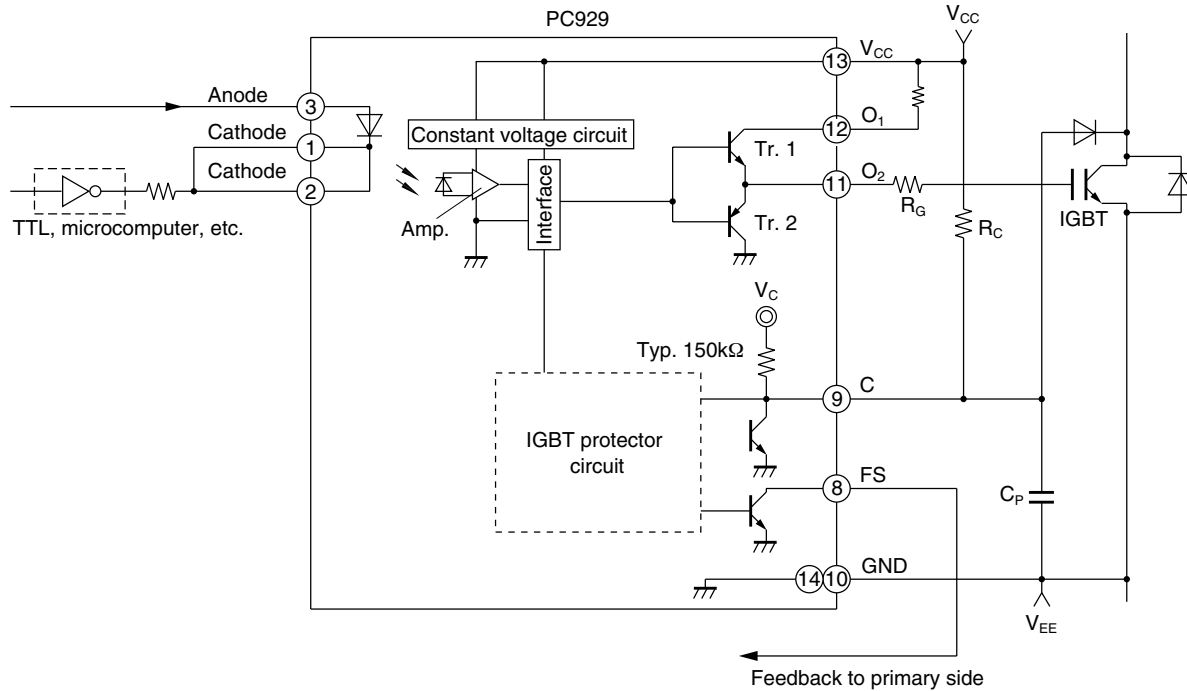 PC929
VCC
13
VCC
Anode
3
Cathode
1
Cathode
2
TTL, microcomputer, etc.
Constant voltage circuit
Amp.
Interface
Tr. 1
Tr. 2
12
O1
11
O2
RG
RC
IGBT
VC
Typ. 150kΩ
9
C
IGBT protector
circuit
8
FS
CP
14
10
GND
VEE
Feedback to primary side